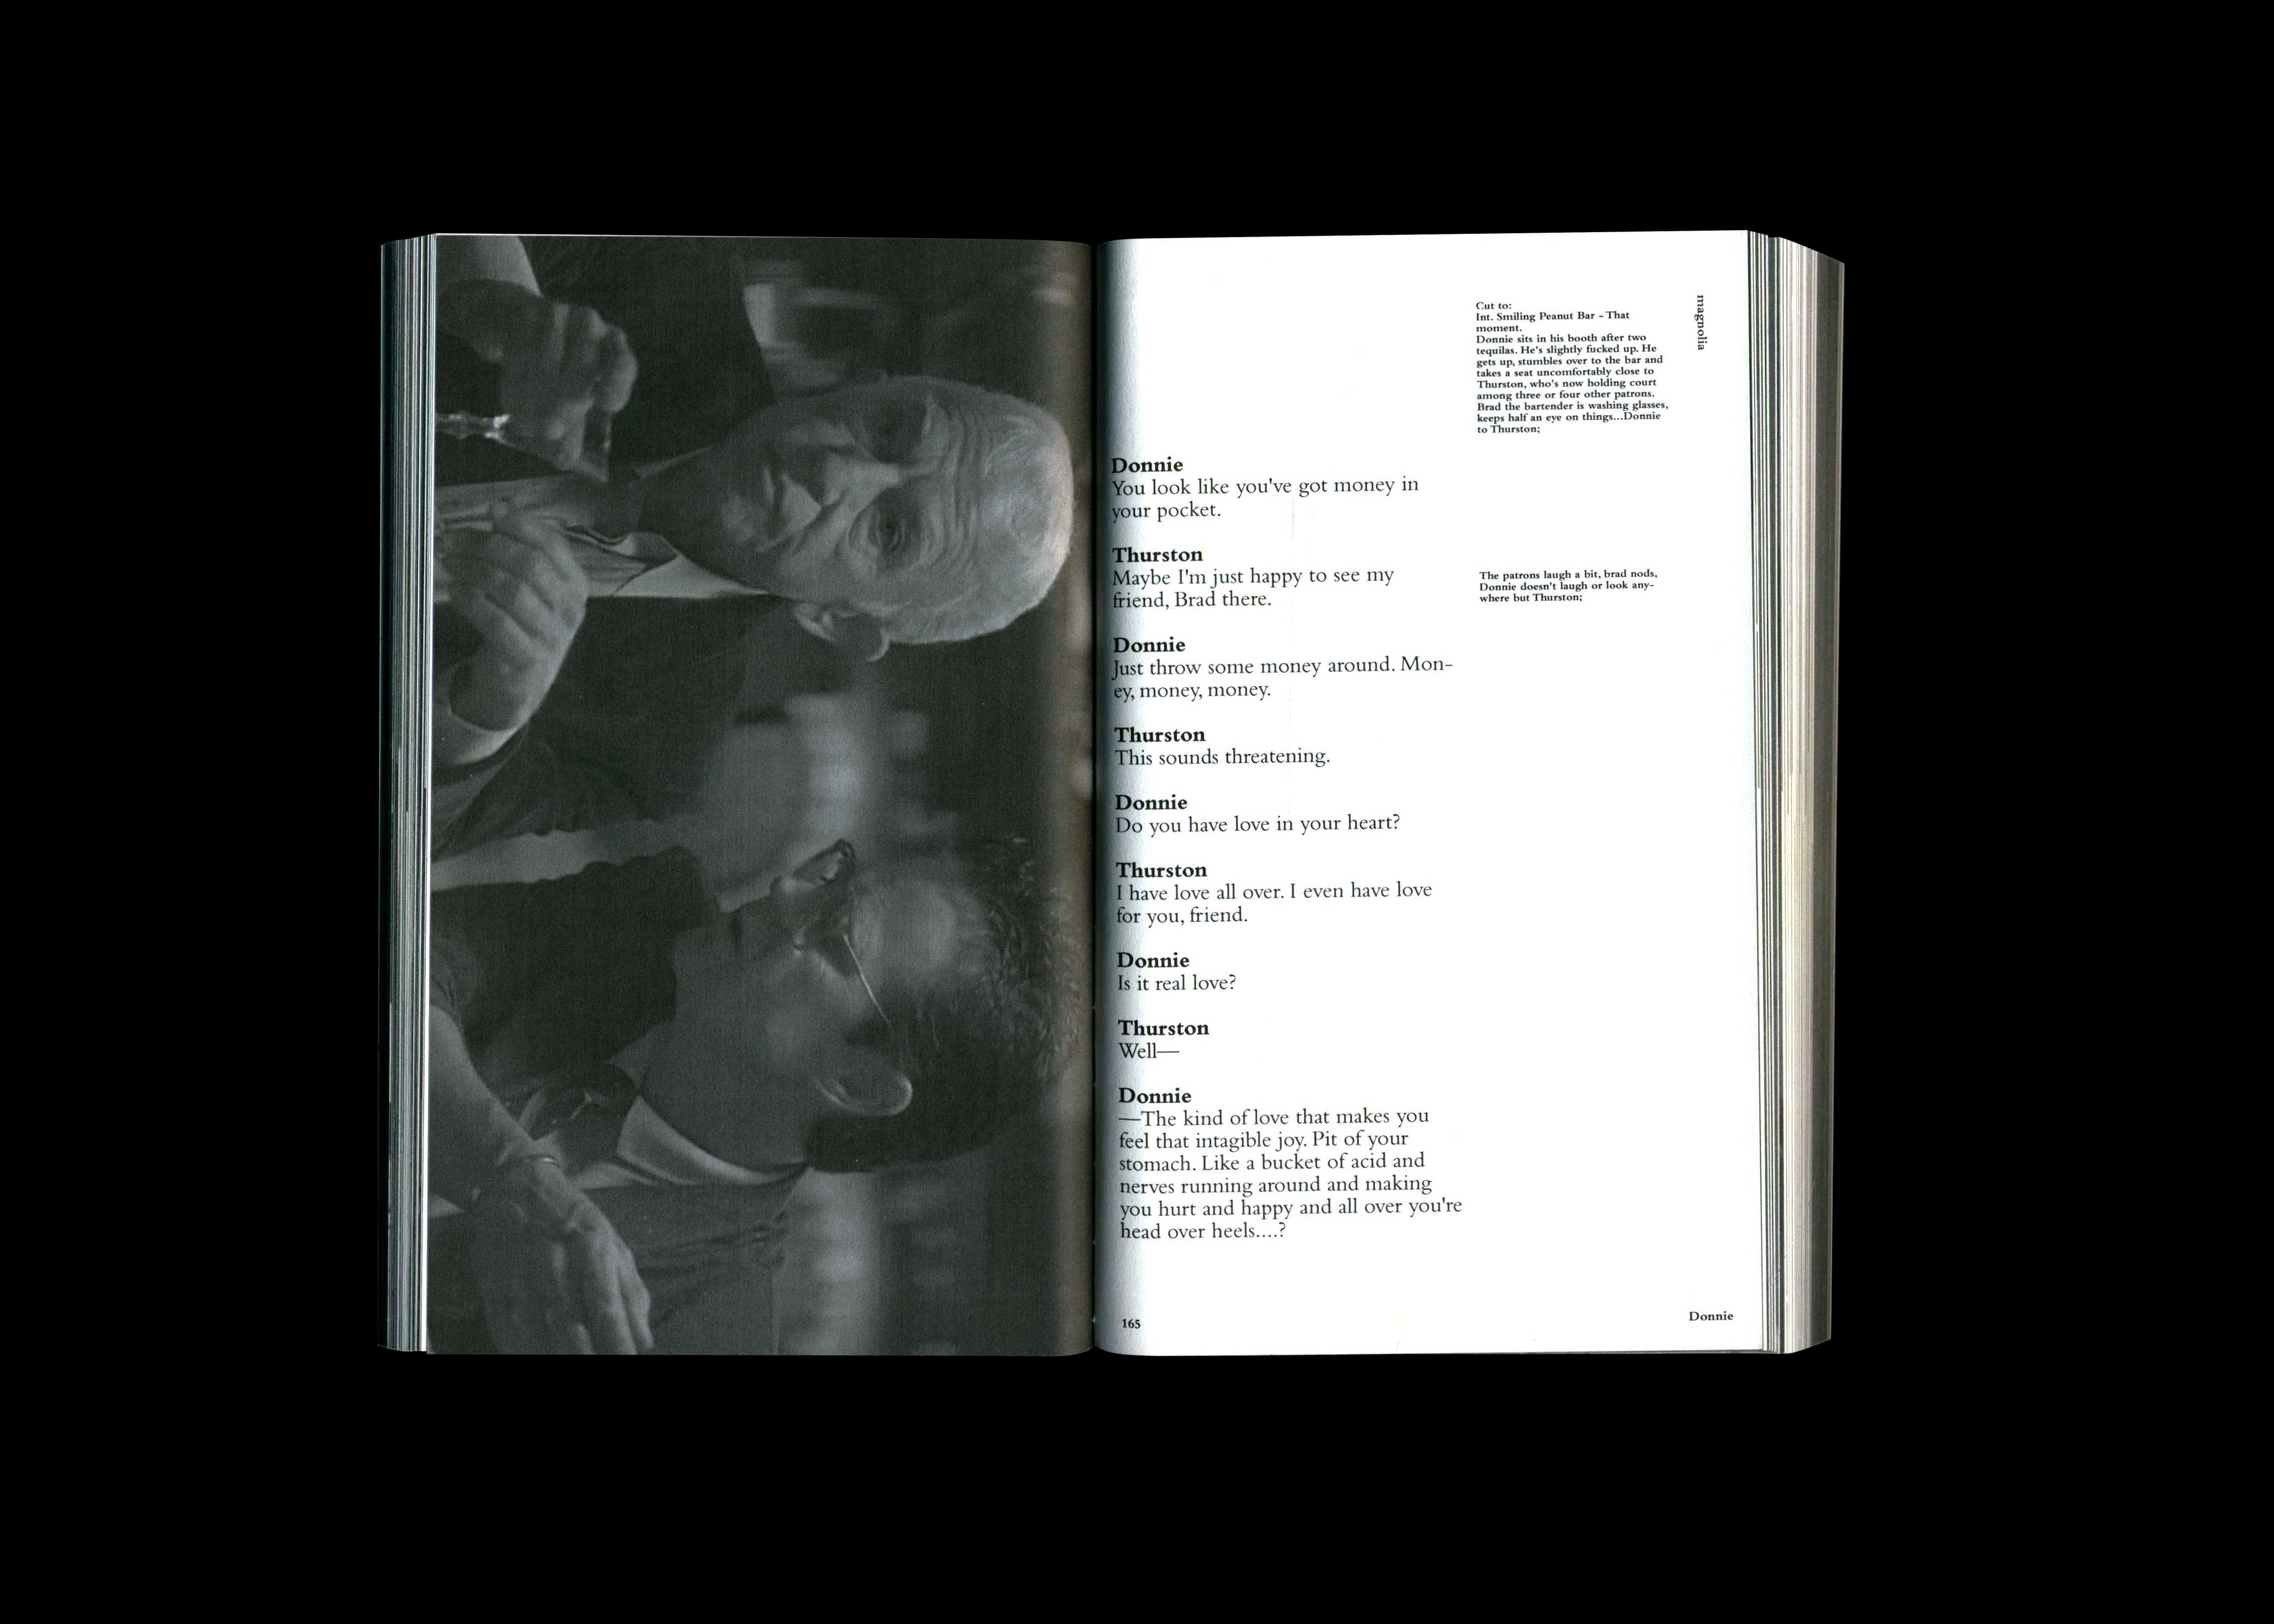 magnolia
Cut to:
Int. Smiling Peanut Bar - That
moment.
Donnie sits in his booth after two
tequilas. He's slightly fucked up. He
gets up, stumbles over to the bar and
takes a seat uncomfortably close to
Thurston, who's now holding court
among three or four other patrons.
Brad the bartender is washing glasses,
keeps half an eye on things...Donnie
to Thurston;
Donnie
You look like you've got money in
your pocket.
Thurston
Maybe I'm just happy to see my
friend, Brad there.
The patrons laugh a bit, brad nods,
Donnie doesn't laugh or look any-
where but Thurston;
Donnie
Just throw some money around. Mon-
ey, money, money.
Thurston
This sounds threatening.
Donnie
Do you have love in your heart?
Thurston
I have love all over. I even have love
for you, friend.
Donnie
Is it real love?
Thurston
Well—
Donnie
—The kind of love that makes you
feel that intagible joy. Pit of your
stomach. Like a bucket of acid and
nerves running around and making
you hurt and happy and all over you're
head over heels....?
165
Donnie